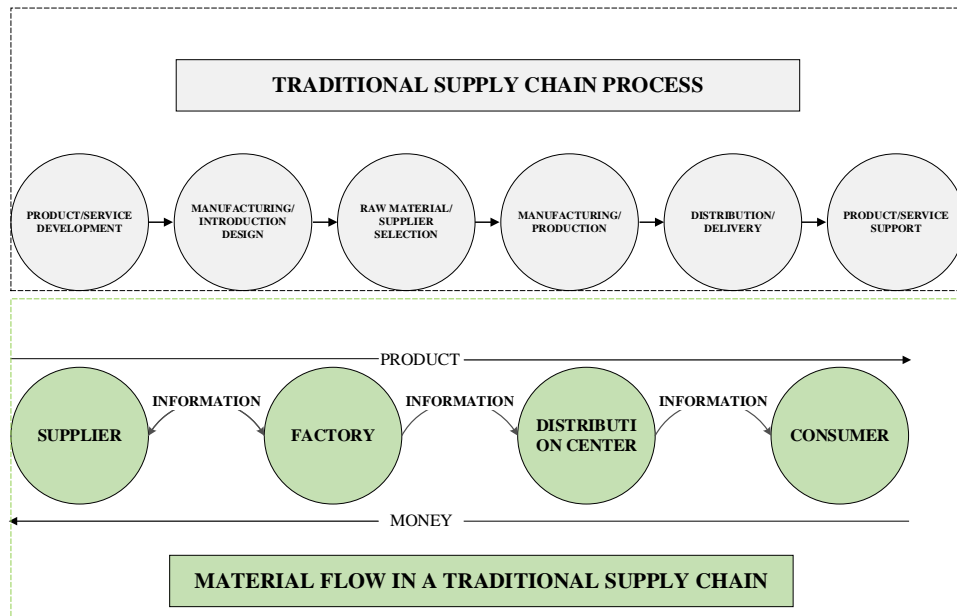 TRADITIONAL SUPPLY CHAIN PROCESS
PRODUCT/SERVICE
DEVELOPMENT
MANUFACTURING/
INTRODUCTION
DESIGN
RAW MATERIAL/
SUPPLIER
SELECTION
MANUFACTURING/
PRODUCTION
DISTRIBUTION/
DELIVERY
PRODUCT/SERVICE
SUPPORT
PRODUCT
SUPPLIER
INFORMATION
FACTORY
INFORMATION
DISTRIBUTI
ON CENTER
INFORMATION
CONSUMER
MONEY
MATERIAL FLOW IN A TRADITIONAL SUPPLY CHAIN